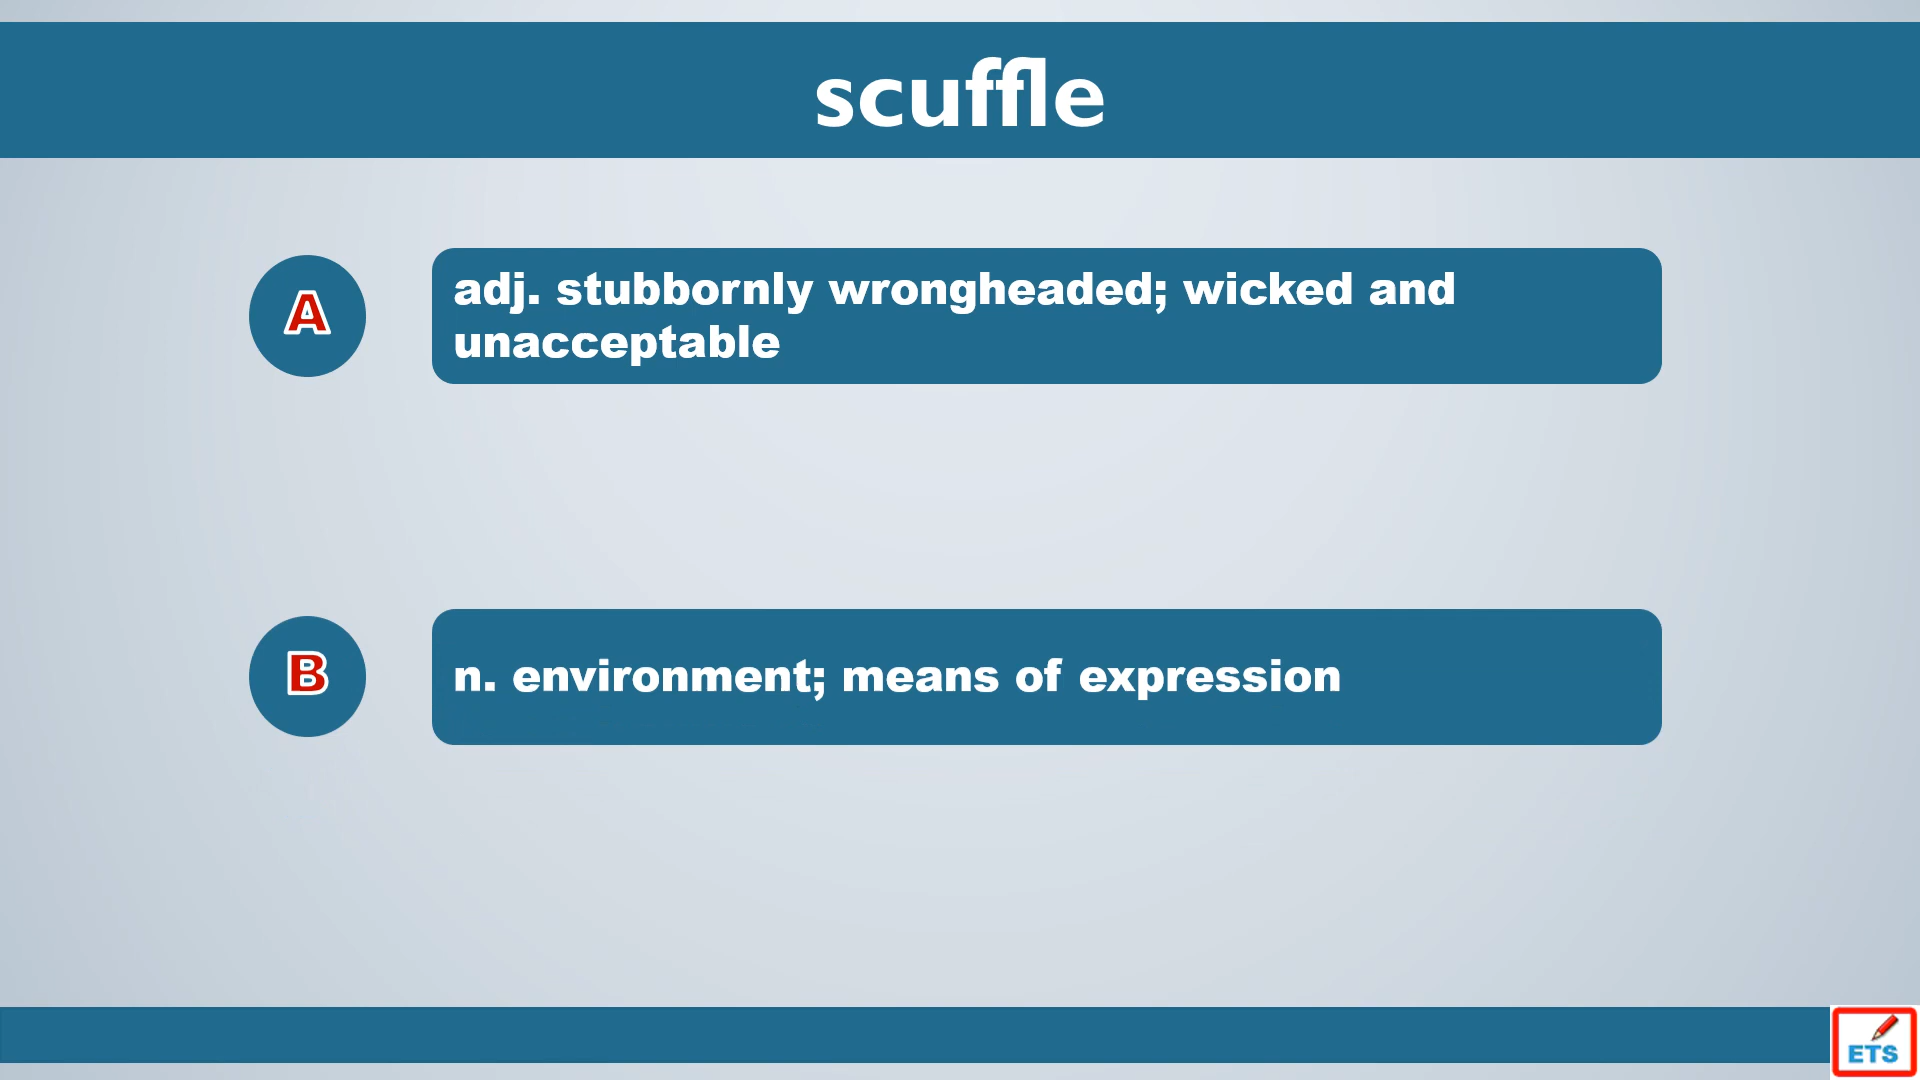 scuffle
A
adj. stubbornly wrongheaded; wicked and
unacceptable
B
n. environment; means of expression
ETS